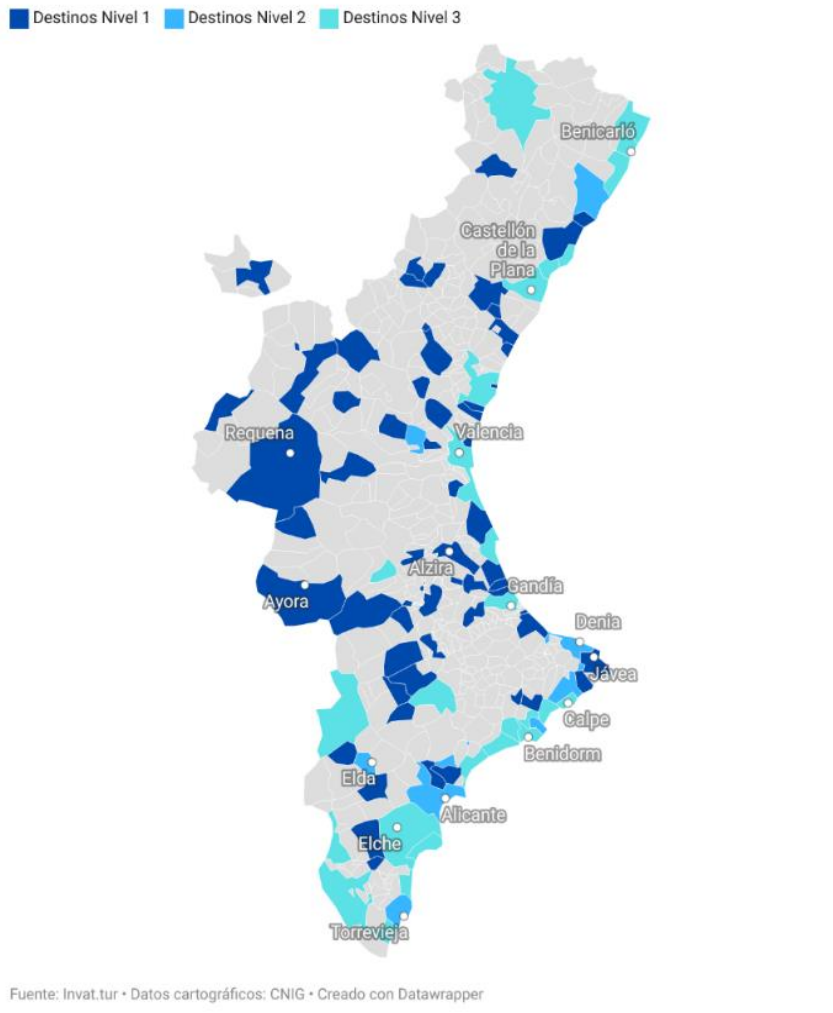 Destinos Nivel 1 Destinos Nivel 2 Destinos Nivel 3
Benicarló
Castellón
de la
Plana
Requena
Valencia
Alzira
Gandía
Ayora
Denia
Jávea
Calpe
Benidorm
Elda
Alicante
Elche
Torrevieja
Fuente: Invat.tur • Datos cartográficos: CNIG • Creado con Datawrapper